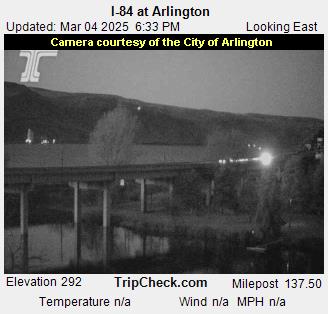 I-84 at Arlington
Updated: Mar 04 2025 6:33 PM Looking East
Camera courtesy of the City of Arlington
Elevation 292 TripCheck.com Milepost 137.50
Temperature n/a Wind n/a MPH n/a